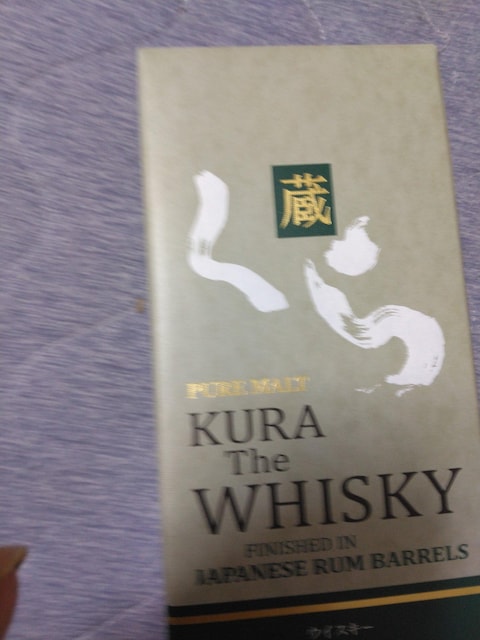 蔵
くら
PURE MALT
KURA
The
WHISKY
FINISHED IN
JAPANESE RUM BARRELS
ウイスキー